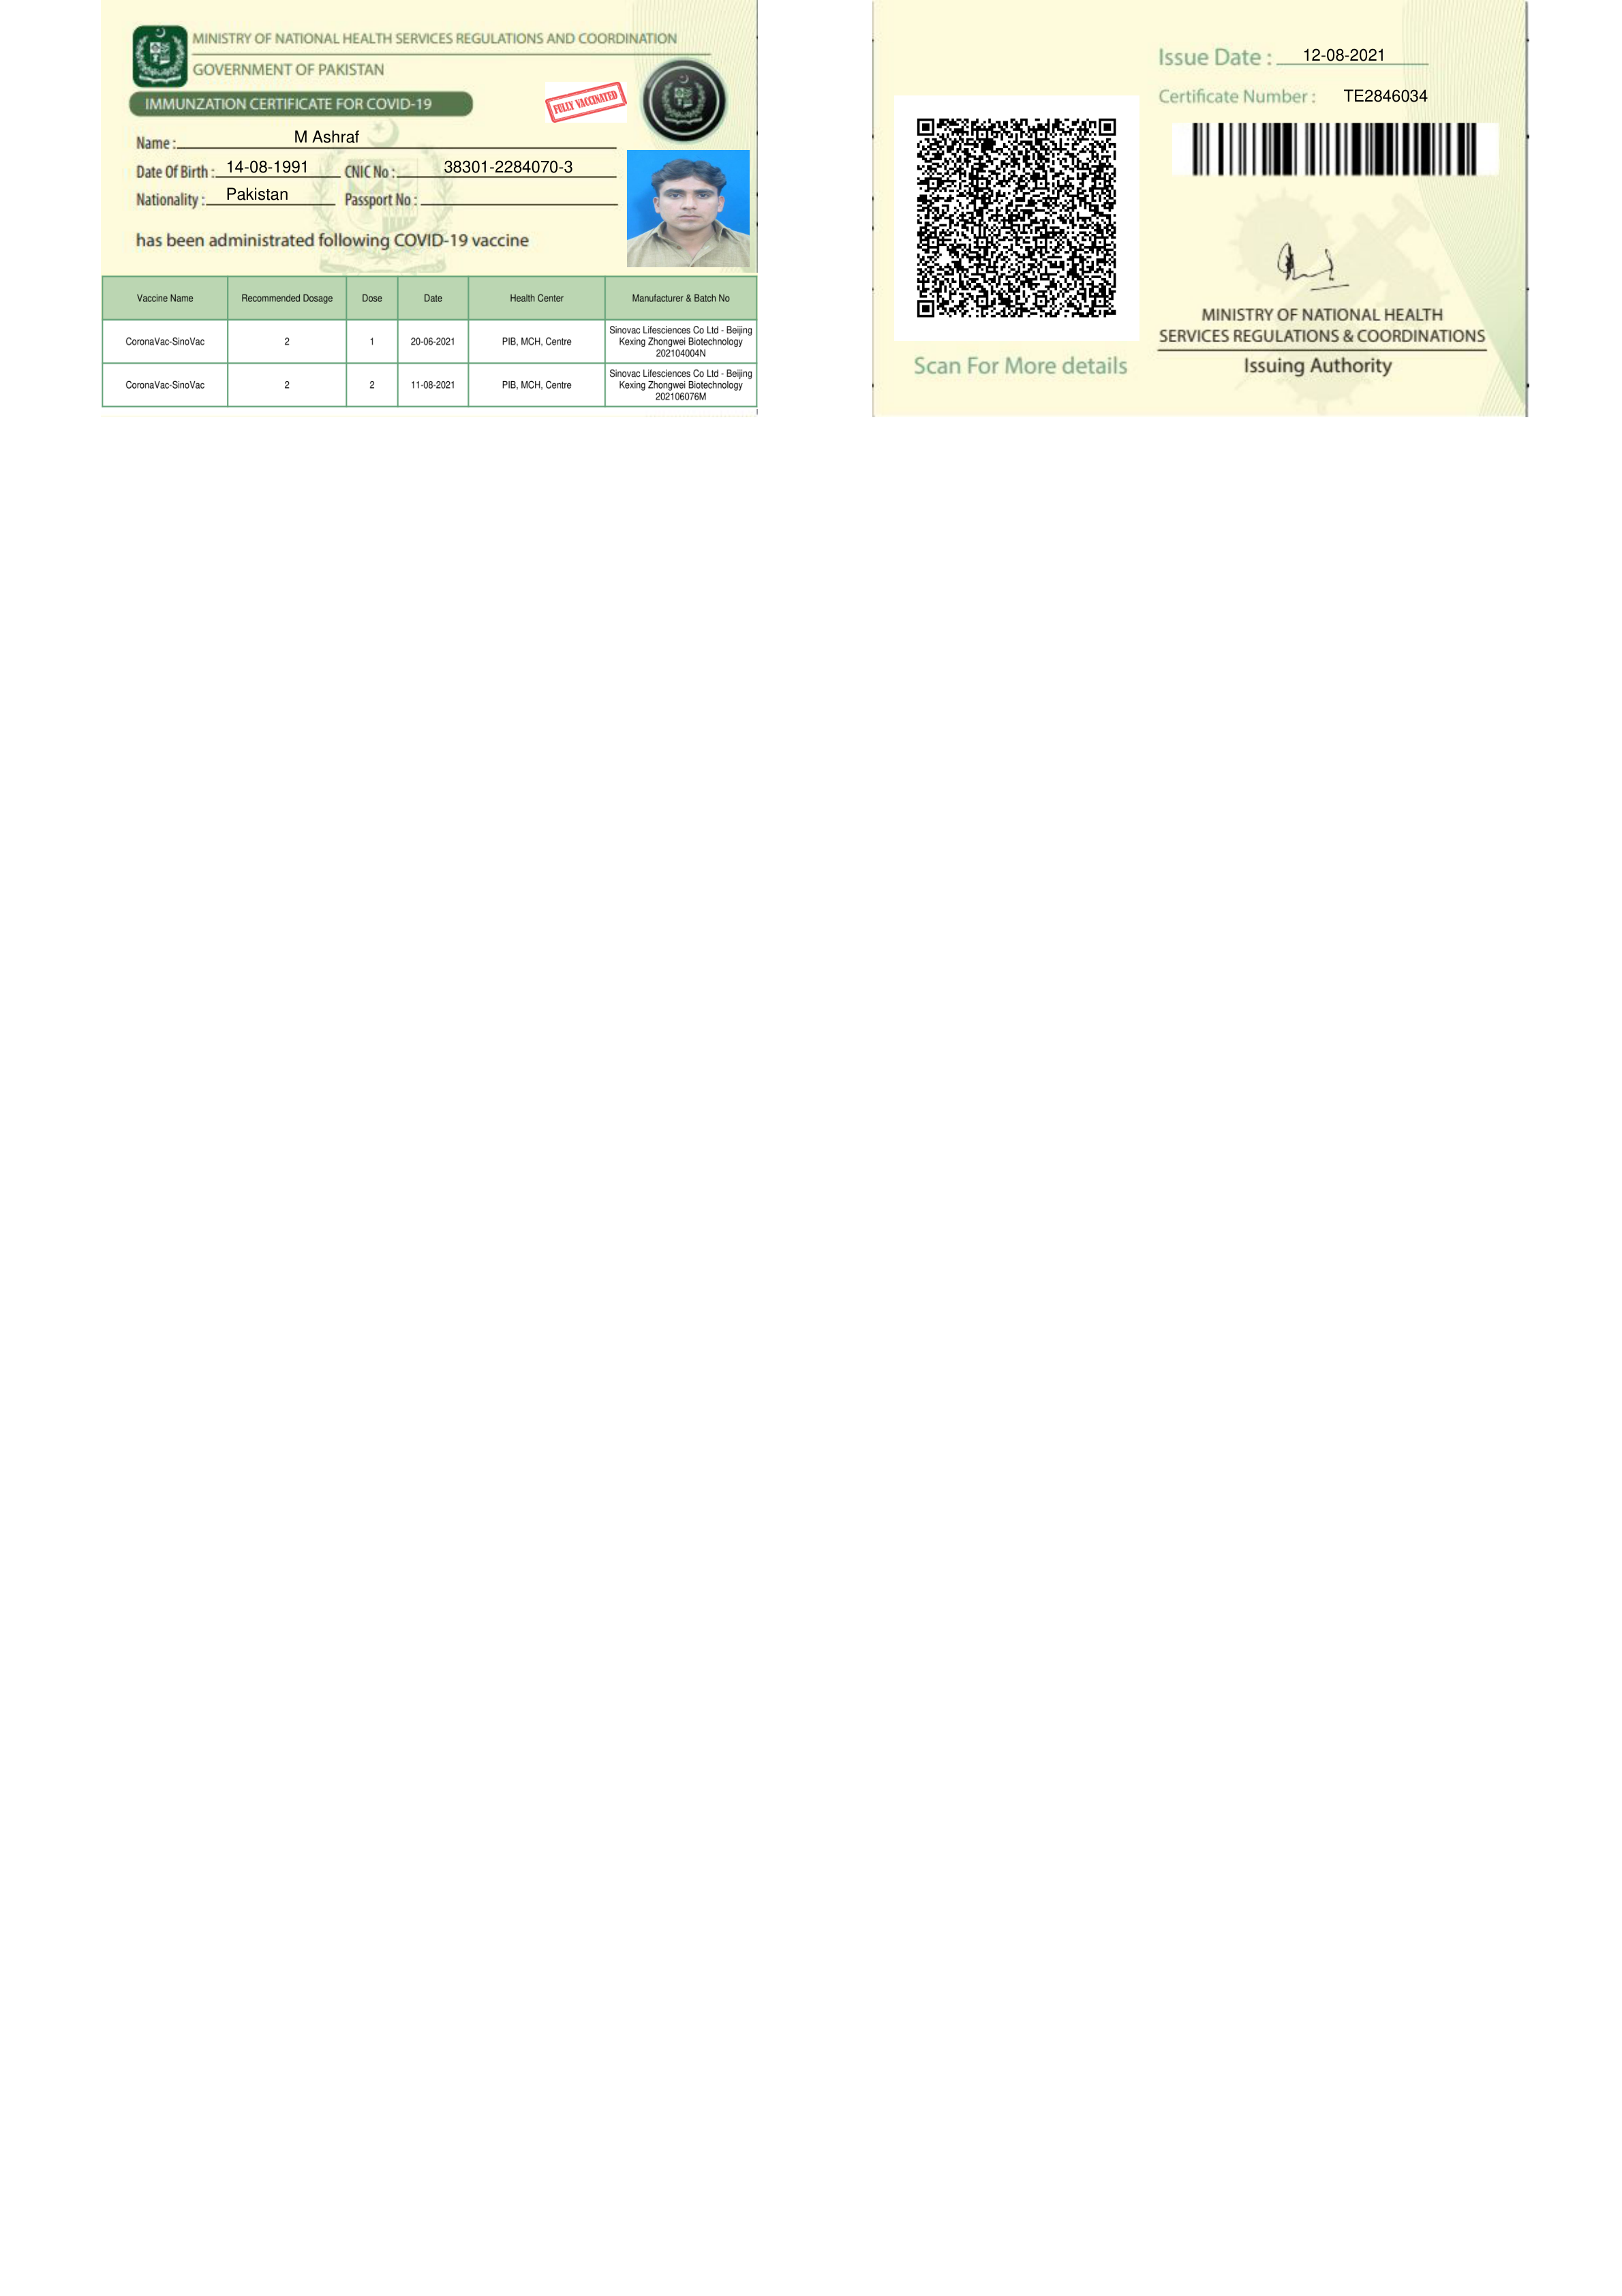 MINISTRY OF NATIONAL HEALTH SERVICES REGULATIONS AND COORDINATION
GOVERNMENT OF PAKISTAN
IMMUNZATION CERTIFICATE FOR COVID-19
FULLY VACCINATED
Name : M Ashraf
Date Of Birth : 14-08-1991 CNIC No : 38301-2284070-3
Nationality : Pakistan Passport No :
has been administrated following COVID-19 vaccine
Vaccine Name Recommended Dosage Dose Date Health Center Manufacturer & Batch No
CoronaVac-SinoVac 2 1 20-06-2021 PIB, MCH, Centre Sinovac Lifesciences Co Ltd - Beijing
Kexing Zhongwei Biotechnology
202104004N
CoronaVac-SinoVac 2 2 11-08-2021 PIB, MCH, Centre Sinovac Lifesciences Co Ltd - Beijing
Kexing Zhongwei Biotechnology
202106076M
Issue Date : 12-08-2021
Certificate Number : TE2846034
Scan For More details
MINISTRY OF NATIONAL HEALTH
SERVICES REGULATIONS & COORDINATIONS
Issuing Authority